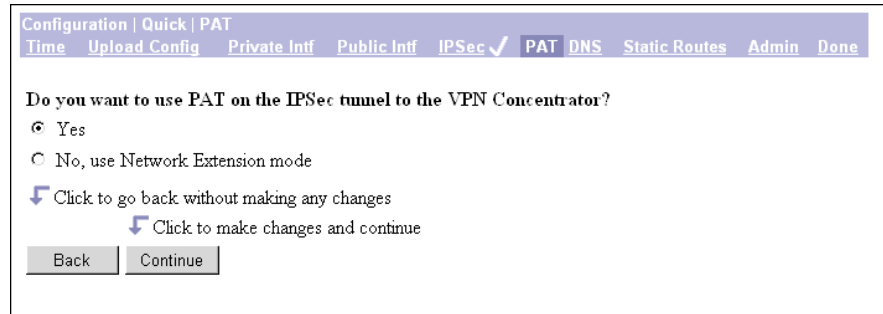 Configuration | Quick | PAT
Time Upload Config Private Intf Public Intf IPSec PAT DNS Static Routes Admin Done
Do you want to use PAT on the IPSec tunnel to the VPN Concentrator?
Yes
No, use Network Extension mode
Click to go back without making any changes
Click to make changes and continue
Back Continue